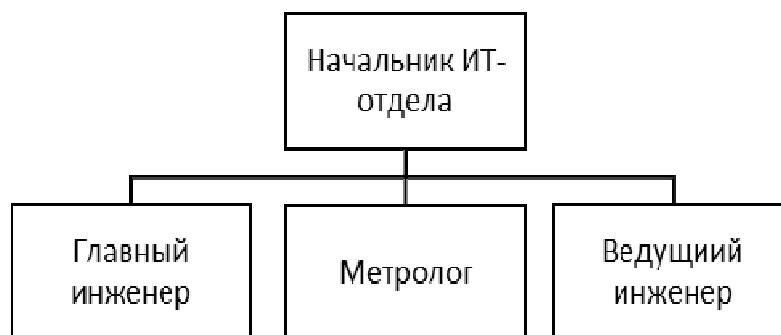 Начальник ИТ-
отдела
Главный
инженер
Метролог
Ведущиий
инженер